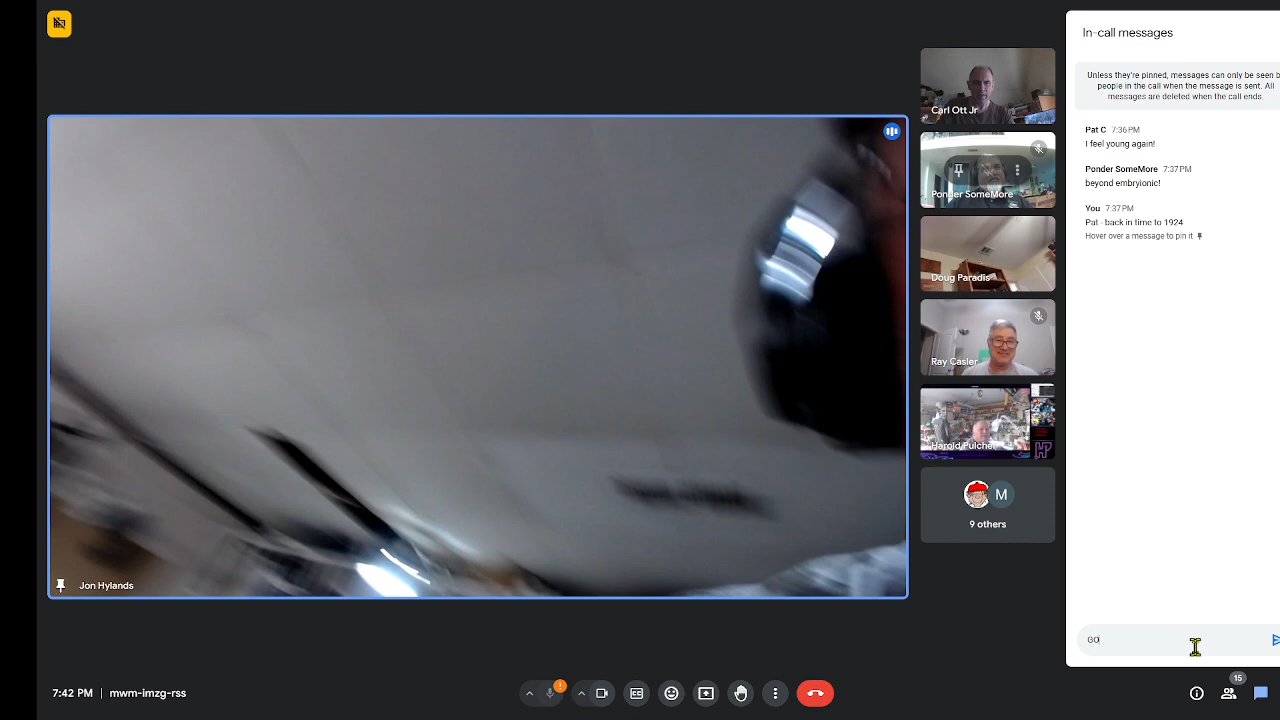 In-call messages
Unless they're pinned, messages can only be seen b
people in the call when the message is sent. All
messages are deleted when the call ends.
Pat C 7:36 PM
I feel young again!
Ponder SomeMore 7:37 PM
beyond embryionic!
You 7:37 PM
Pat - back in time to 1924
Hover over a message to pin it
GO
Carl Ott Jr
Ponder SomeMore
Doug Paradis
Ray Casler
Harold Pulche
M
9 others
Jon Hylands
7:42 PM | mwm-imzg-rss
15